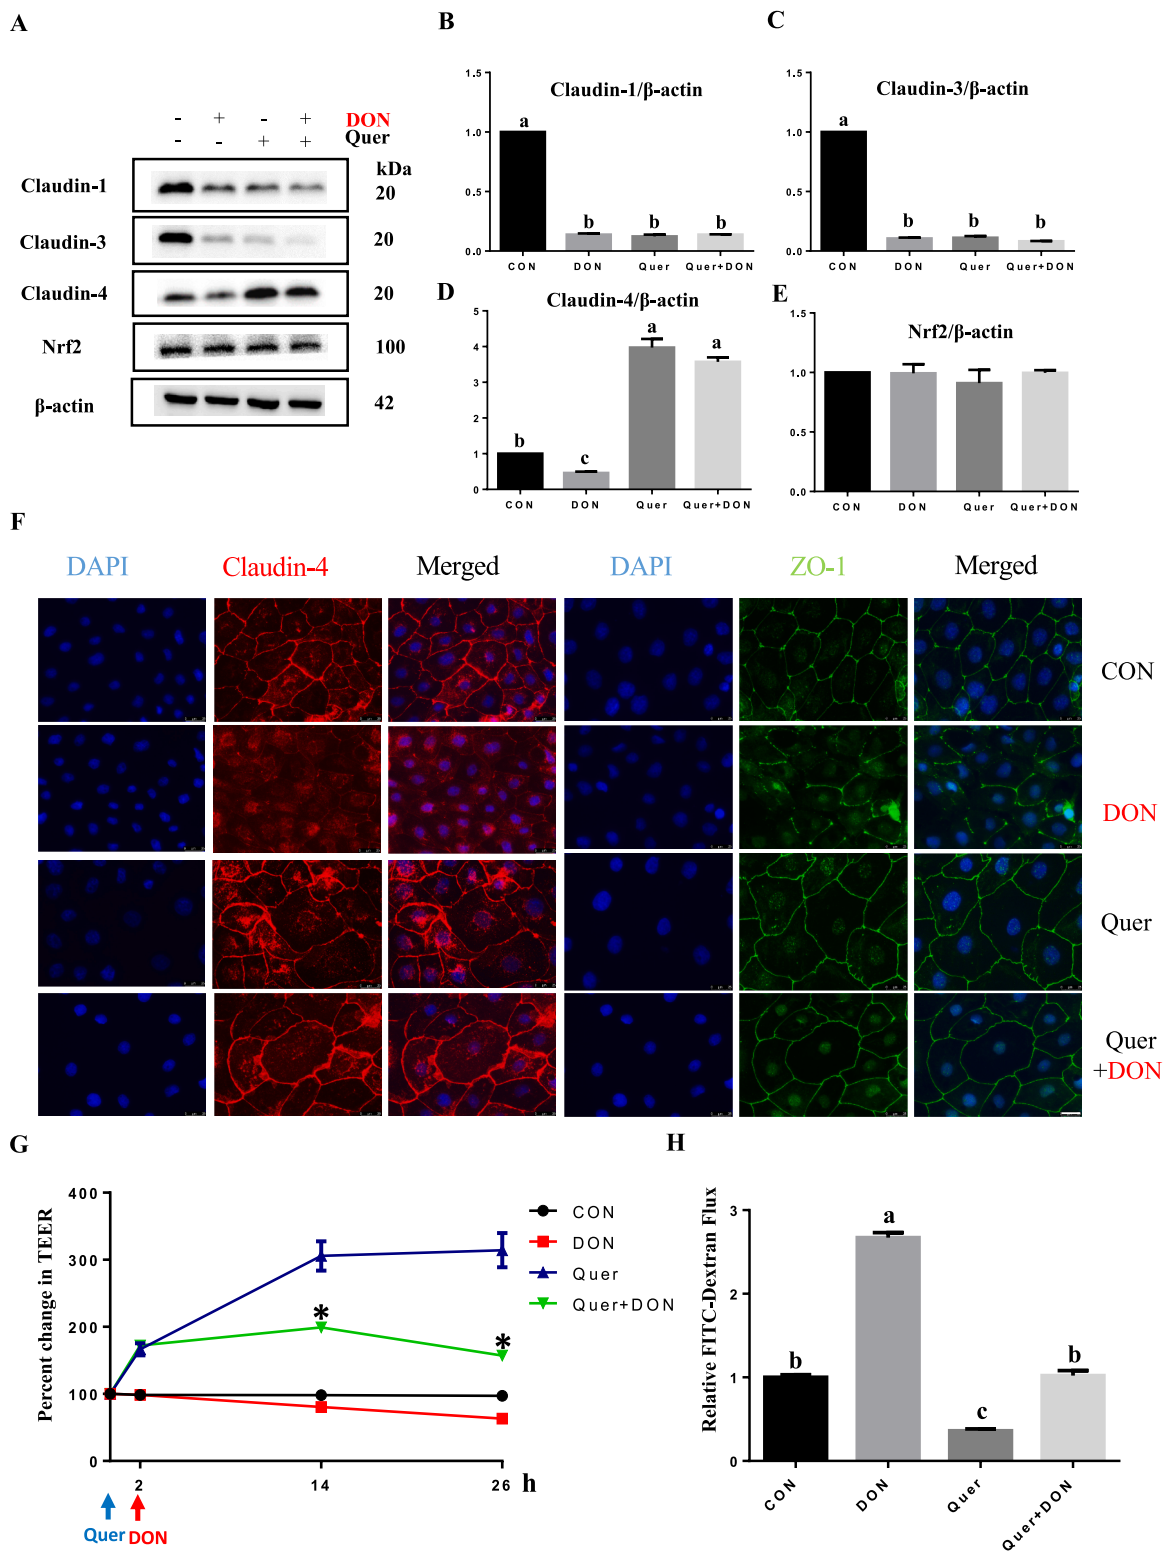 A
- + - + DON
- - + + Quer
kDa
Claudin-1 20
Claudin-3 20
Claudin-4 20
Nrf2 100
β-actin 42
B
Claudin-1/β-actin
1.5
1.0
0.5
0.0
a b b b
CON DON Quer Quer+DON
C
Claudin-3/β-actin
1.5
1.0
0.5
0.0
a b b b
CON DON Quer Quer+DON
D
Claudin-4/β-actin
5
4
3
2
1
0
b c a a
CON DON Quer Quer+DON
E
Nrf2/β-actin
1.5
1.0
0.5
0.0
CON DON Quer Quer+DON
F
DAPI Claudin-4 Merged DAPI ZO-1 Merged
CON
DON
Quer
Quer
+DON
G
Percent change in TEER
400
300
200
100
0
2 14 26 h
Quer DON
* *
CON
DON
Quer
Quer+DON
H
Relative FITC-Dextran Flux
3
2
1
0
b a c b
CON DON Quer Quer+DON